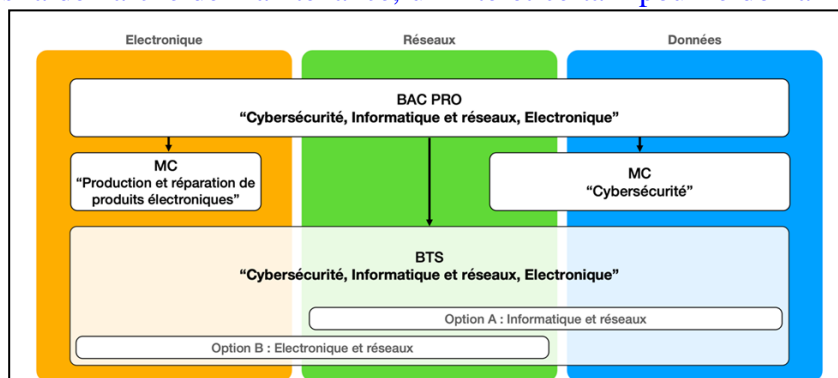 Electronique
Réseaux
Données
BAC PRO
“Cybersécurité, Informatique et réseaux, Electronique”
MC
“Production et réparation de
produits électroniques”
MC
“Cybersécurité”
BTS
“Cybersécurité, Informatique et réseaux, Electronique”
Option A : Informatique et réseaux
Option B : Electronique et réseaux